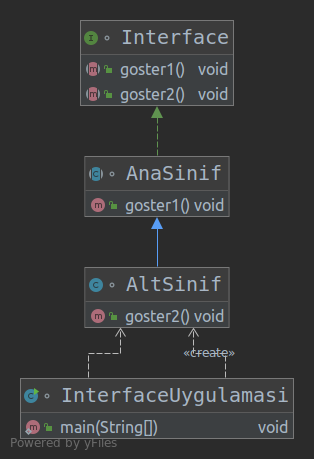 Interface
goster1() void
goster2() void
AnaSinif
goster1() void
AltSinif
goster2() void
«create»
InterfaceUygulamasi
main(String[]) void
Powered by yFiles